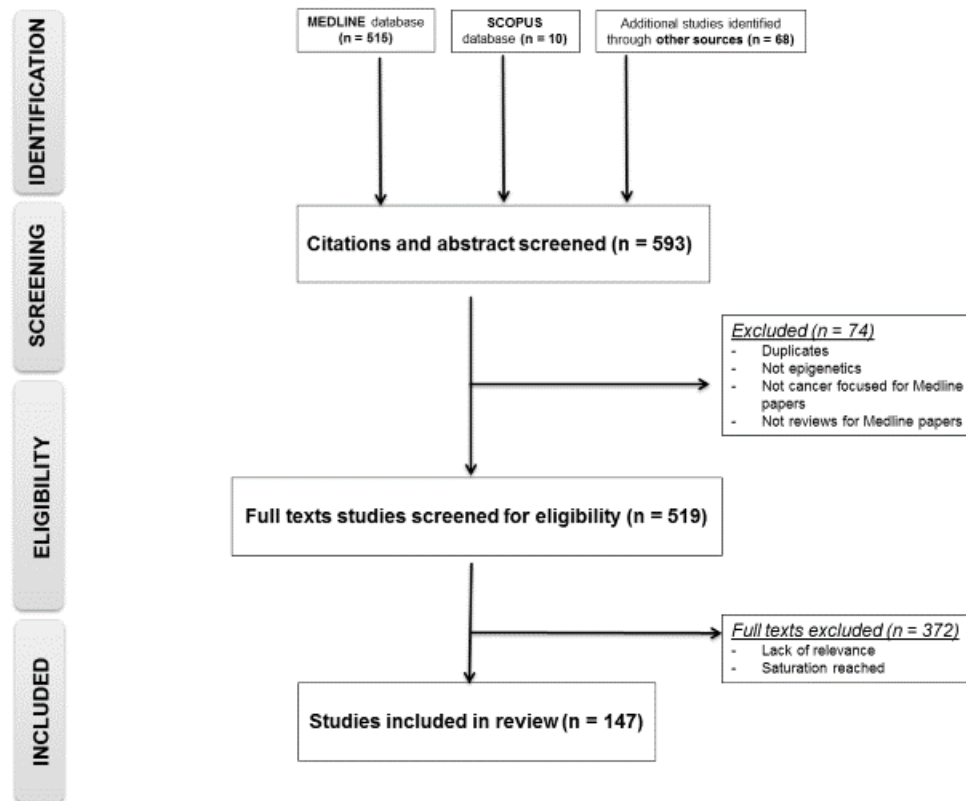 IDENTIFICATION
MEDLINE database
(n = 515)
SCOPUS
database (n = 10)
Additional studies identified
through other sources (n = 68)
SCREENING
Citations and abstract screened (n = 593)
Excluded (n = 74)
- Duplicates
- Not epigenetics
- Not cancer focused for Medline
papers
- Not reviews for Medline papers
ELIGIBILITY
Full texts studies screened for eligibility (n = 519)
Full texts excluded (n = 372)
- Lack of relevance
- Saturation reached
INCLUDED
Studies included in review (n = 147)